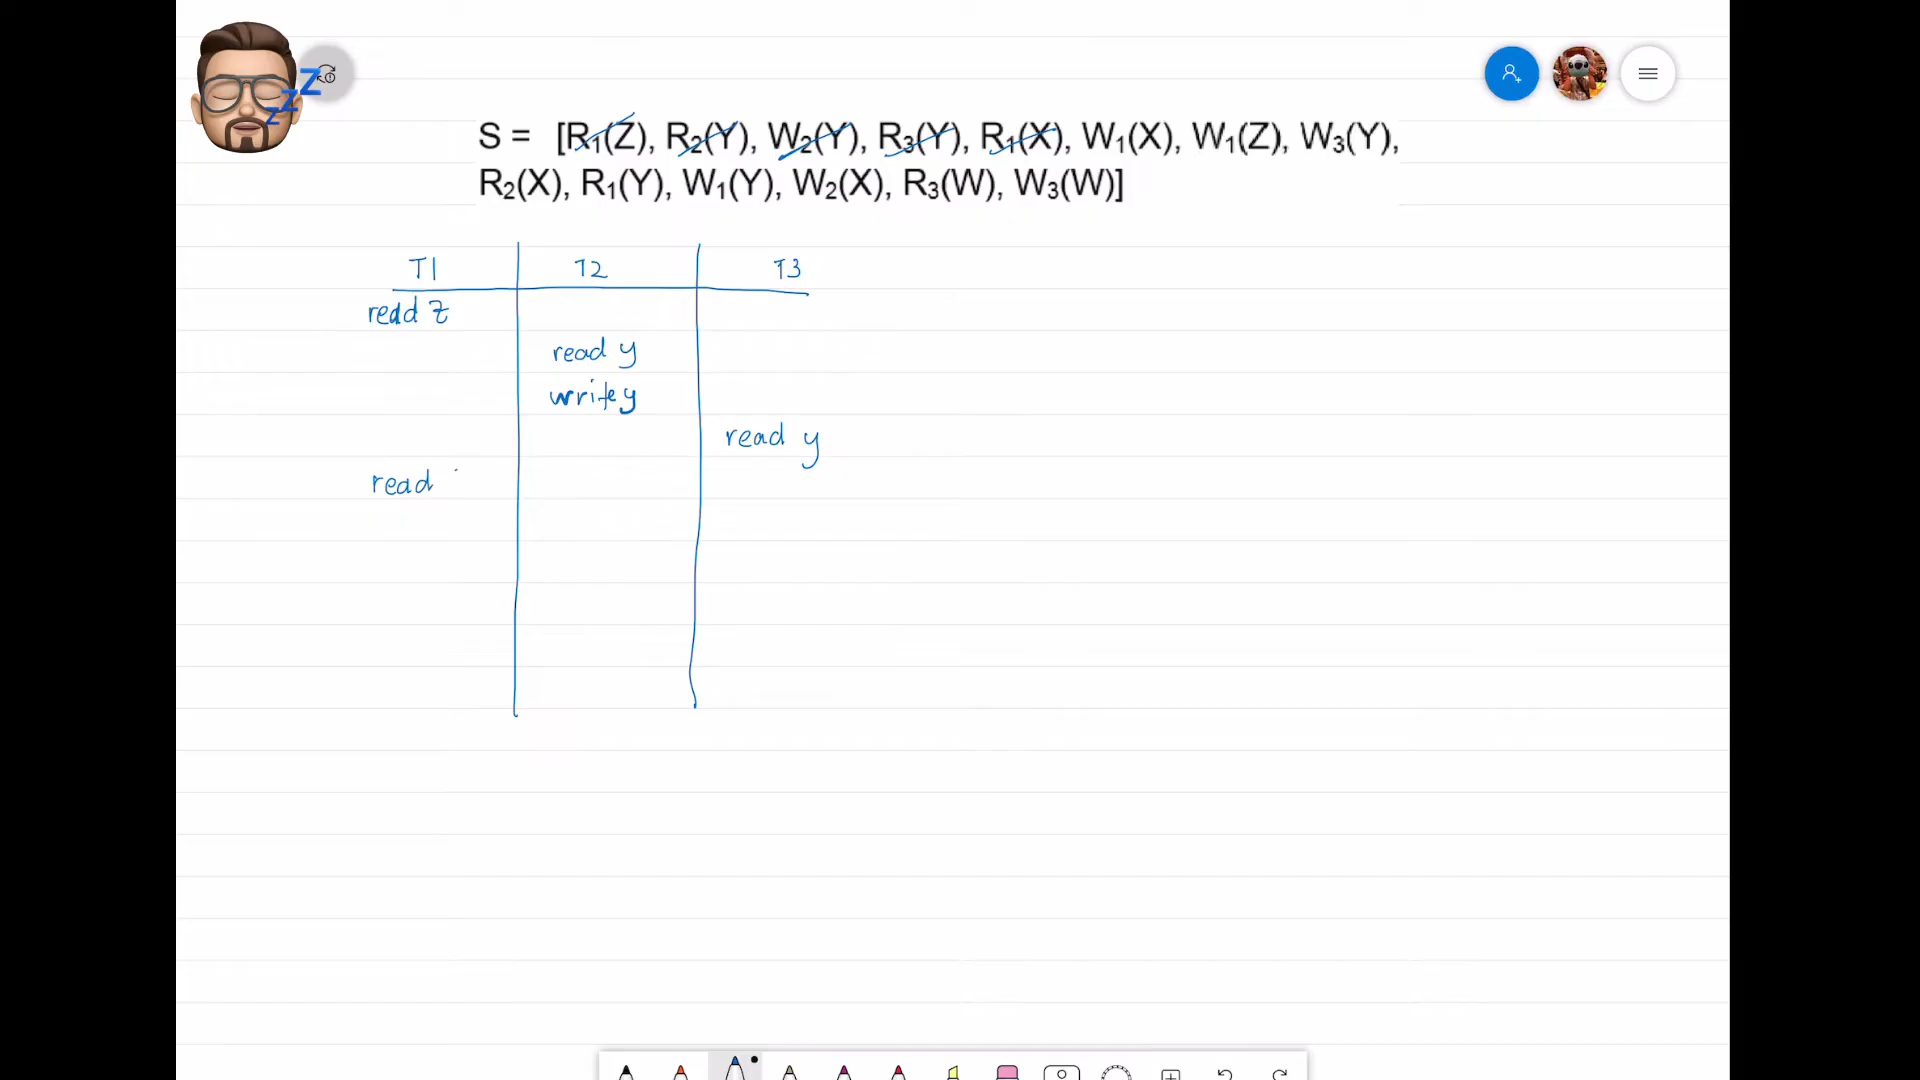 S = [R₁(Z), R₂(Y), W₂(Y), R₃(Y), R₁(X), W₁(X), W₁(Z), W₃(Y),
R₂(X), R₁(Y), W₁(Y), W₂(X), R₃(W), W₃(W)]
T1 T2 T3
read Z
read y
write y
read y
read
z z Z